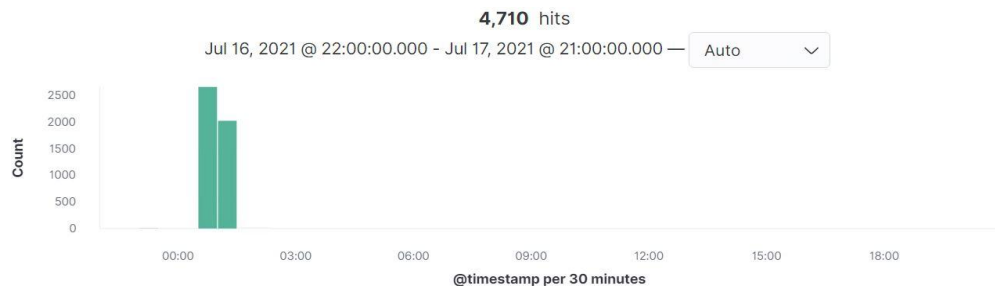 4,710 hits
Jul 16, 2021 @ 22:00:00.000 - Jul 17, 2021 @ 21:00:00.000 — Auto
2500
2000
1500
1000
500
0
Count
00:00 03:00 06:00 09:00 12:00 15:00 18:00
@timestamp per 30 minutes